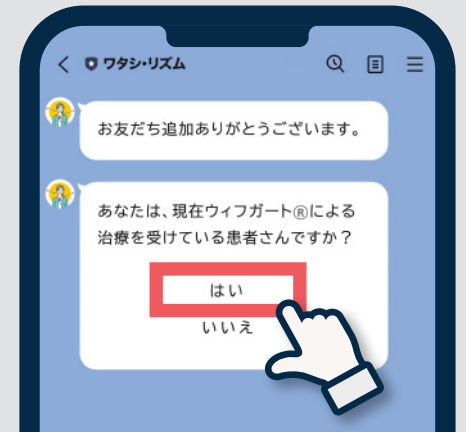 ワタシ・リズム
お友だち追加ありがとうございます。
あなたは、現在ウィフガート®による
治療を受けている患者さんですか？
はい
いいえ